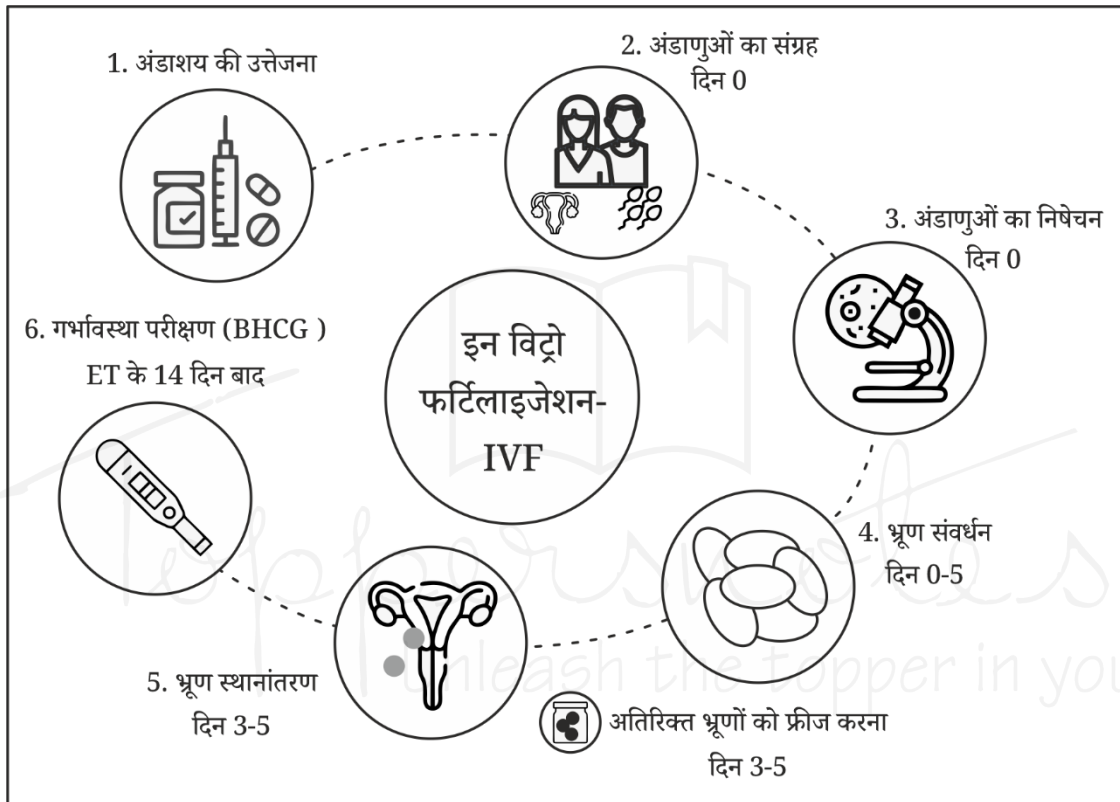 1. अंडाशय की उत्तेजना
2. अंडाणुओं का संग्रह
दिन 0
3. अंडाणुओं का निषेचन
दिन 0
4. भ्रूण संवर्धन
दिन 0-5
5. भ्रूण स्थानांतरण
दिन 3-5
अतिरिक्त भ्रूणों को फ्रीज करना
दिन 3-5
6. गर्भावस्था परीक्षण (BHCG )
ET के 14 दिन बाद
इन विट्रो
फर्टिलाइजेशन-
IVF
Toppersnotes
Unleash the topper in you